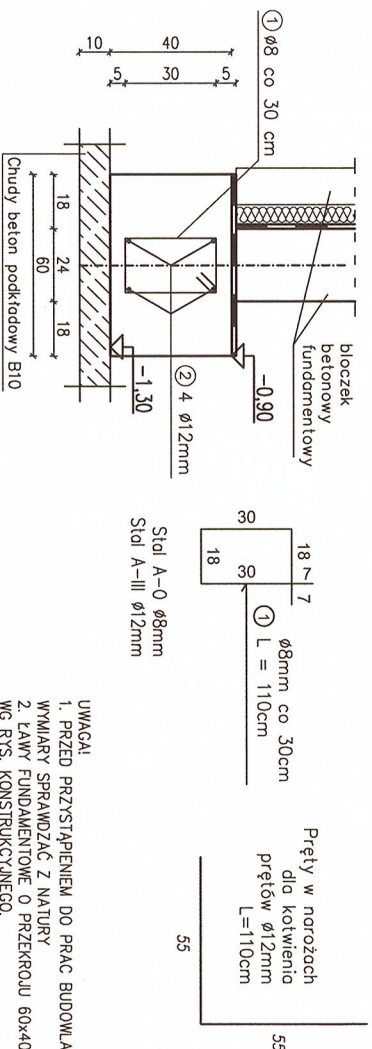 ① ø8 co 30 cm
10
40
5
30
5
18
24
18
60
Chudy beton podkładowy B10
bloczek
betonowy
fundamentowy
-0,90
-1,30
② 4 ø12mm
30
18
7
7
18
30
ø8mm co 30cm
① L = 110cm
Stal A-0 ø8mm
Stal A-III ø12mm
Pręty w narożach
dla kotwienia
prętów ø12mm
L=110cm
55
55
UWAGA!
1. PRZED PRZYSTĄPIENIEM DO PRAC BUDOWLA
WYMIARY SPRAWDZAĆ Z NATURY
2. ŁAWY FUNDAMENTOWE O PRZEKROJU 60x40
WG RYS. KONSTRUKCYJNEGO.